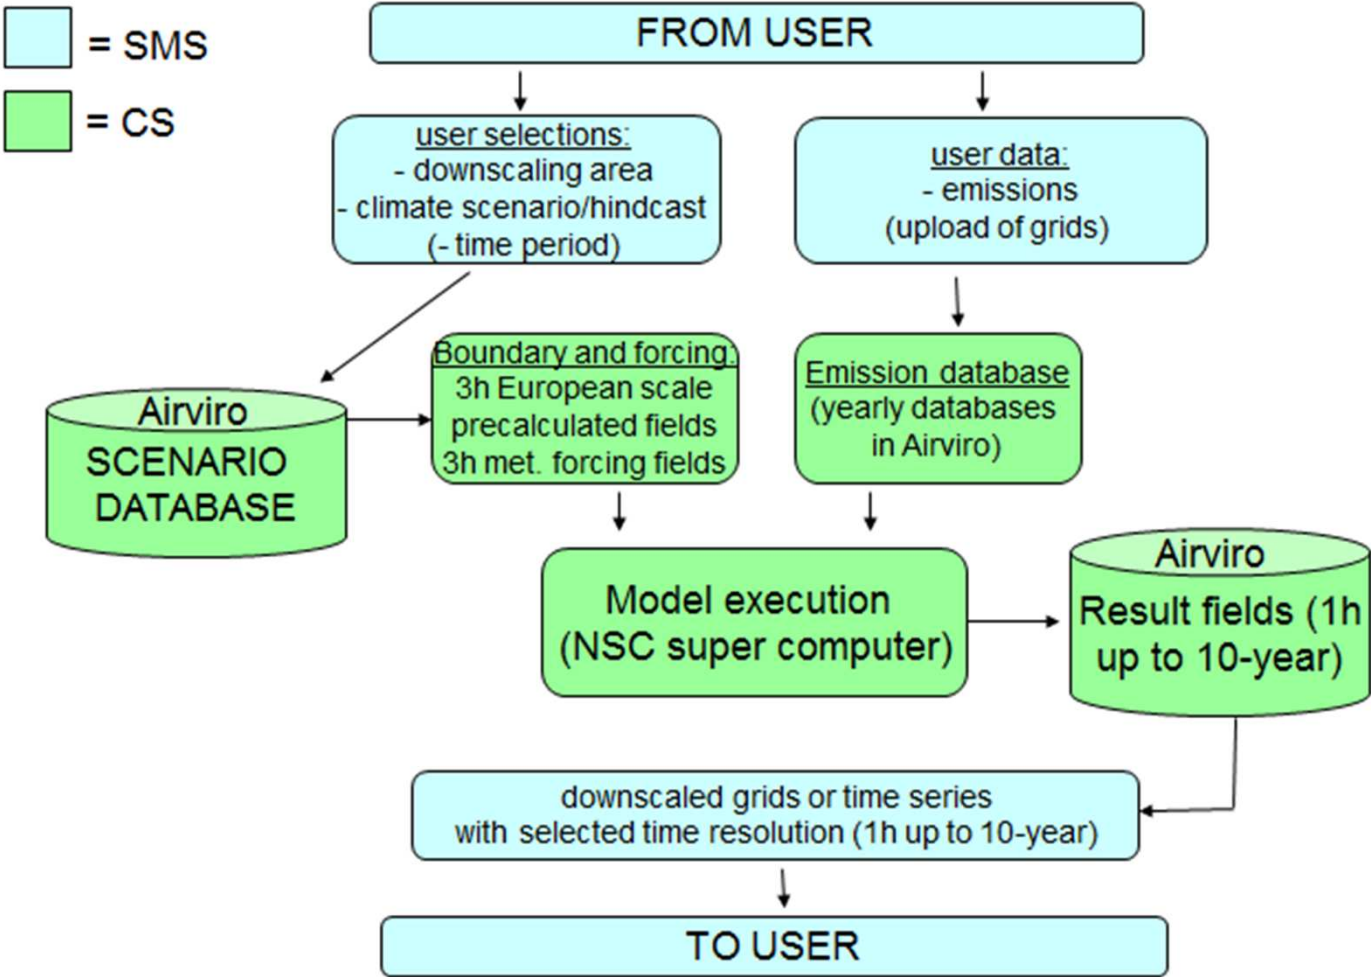 = SMS
= CS
FROM USER
user selections:
- downscaling area
- climate scenario/hindcast
(- time period)
user data:
- emissions
(upload of grids)
Airviro
SCENARIO
DATABASE
Boundary and forcing:
3h European scale
precalculated fields
3h met. forcing fields
Emission database
(yearly databases
in Airviro)
Model execution
(NSC super computer)
Airviro
Result fields (1h
up to 10-year)
downscaled grids or time series
with selected time resolution (1h up to 10-year)
TO USER